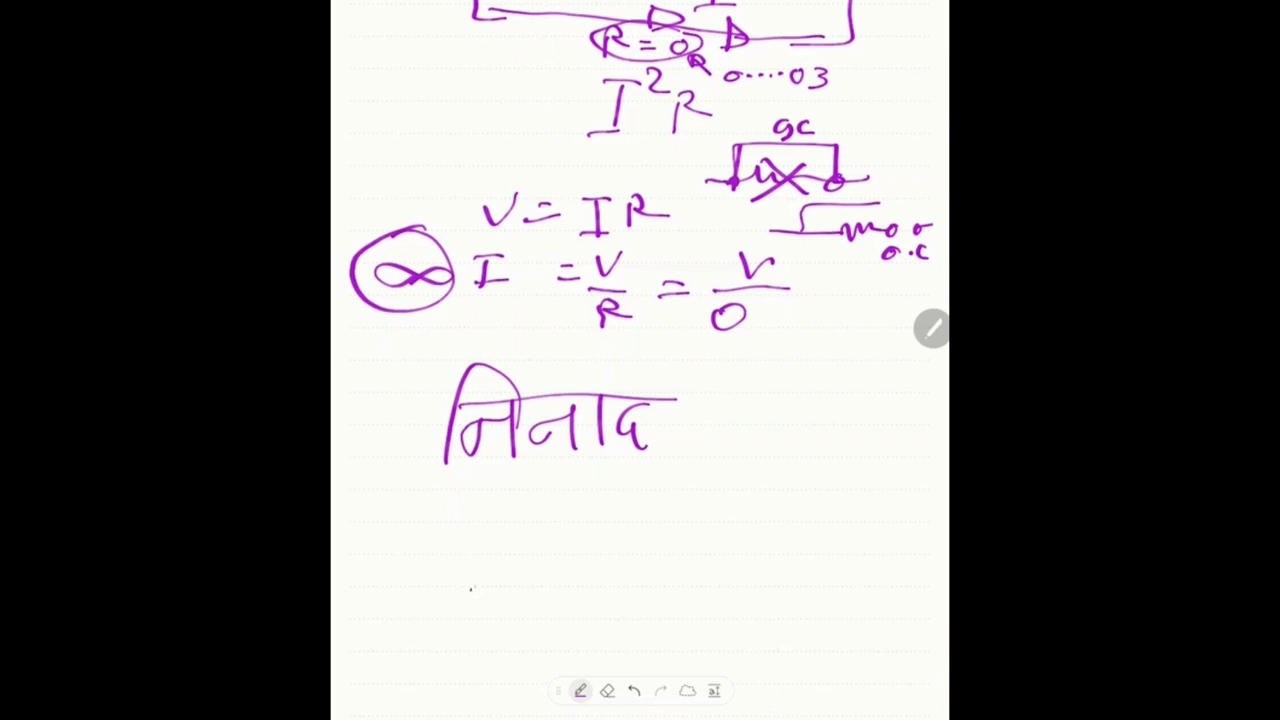 R = 0
0....03
I²R
sc
V = IR
o.c
∞ I = V/R = V/0
निनाद